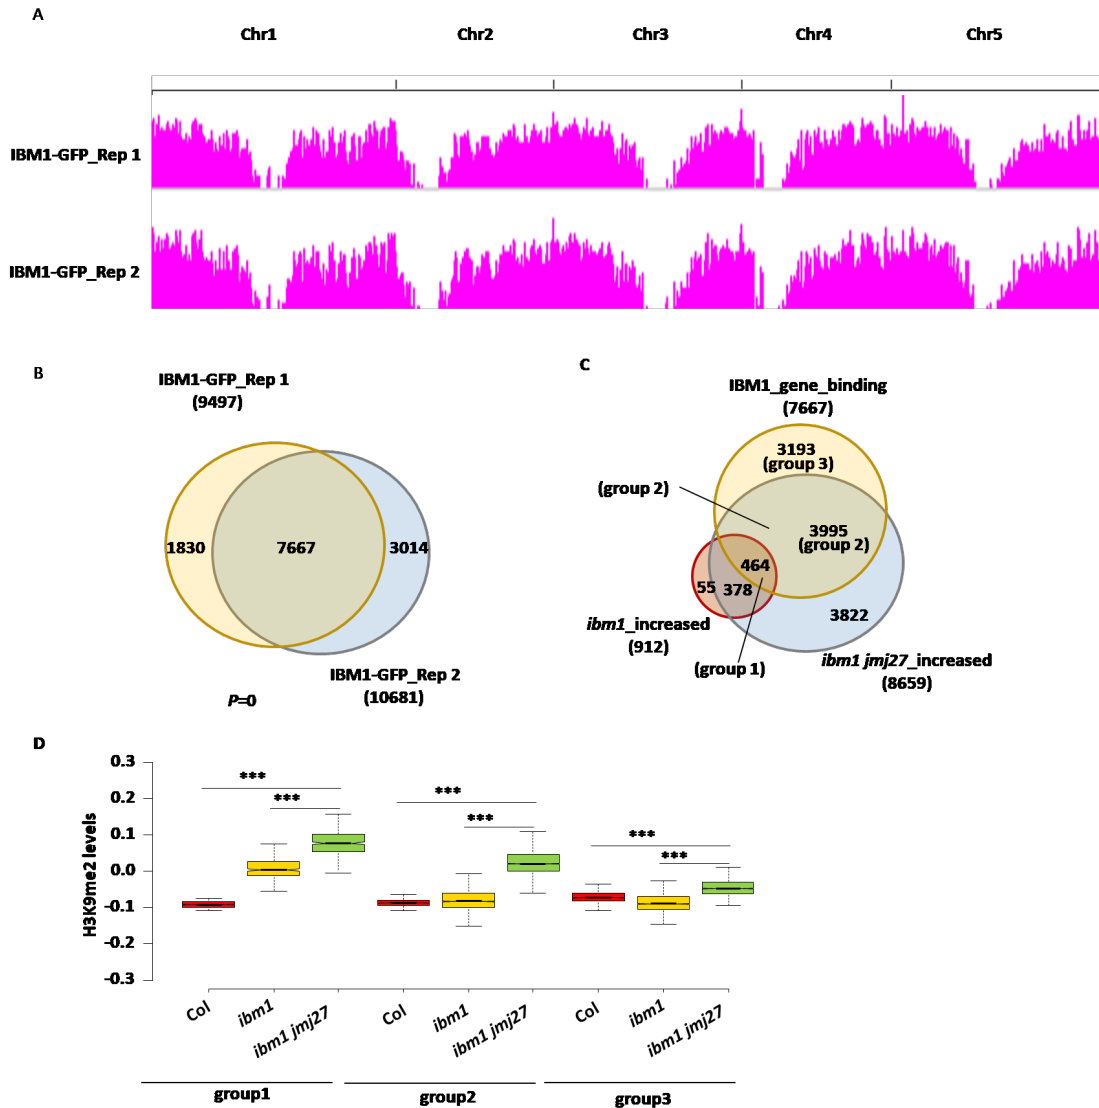 A
Chr1 Chr2 Chr3 Chr4 Chr5
IBM1-GFP_Rep 1
IBM1-GFP_Rep 2
B
IBM1-GFP_Rep 1
(9497)
1830 7667 3014
IBM1-GFP_Rep 2
(10681)
P=0
C
IBM1_gene_binding
(7667)
3193
(group 3)
(group 2)
3995
(group 2)
464
55 378
3822
ibm1_increased
(912)
(group 1)
ibm1 jmj27_increased
(8659)
D
H3K9me2 levels
0.3
0.2
0.1
0.0
-0.1
-0.2
-0.3
*** *** *** *** *** ***
Col ibm1 ibm1 jmj27 Col ibm1 ibm1 jmj27 Col ibm1 ibm1 jmj27
group1 group2 group3